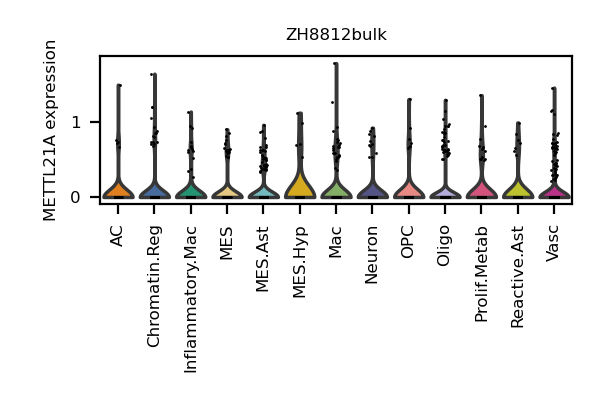 ZH8812bulk
METTL21A expression
1
0
AC
Chromatin.Reg
Inflammatory.Mac
MES
MES.Ast
MES.Hyp
Mac
Neuron
OPC
Oligo
Prolif.Metab
Reactive.Ast
Vasc